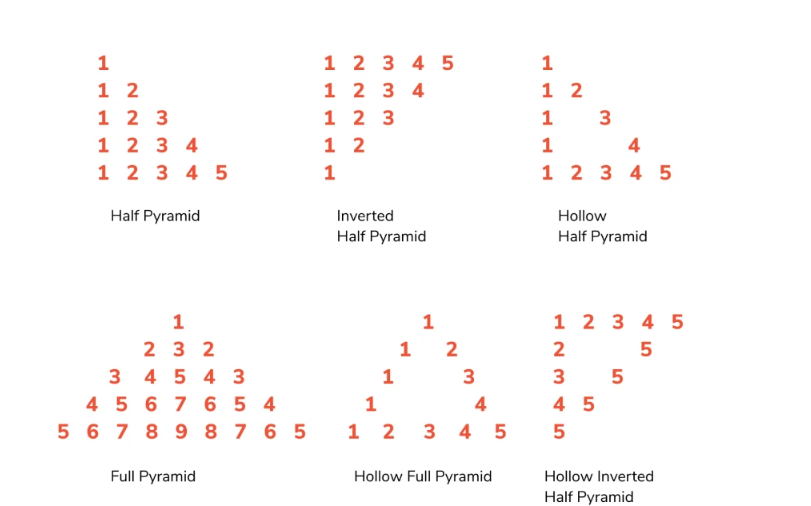 1
1 2
1 2 3
1 2 3 4
1 2 3 4 5
Half Pyramid
1 2 3 4 5
1 2 3 4
1 2 3
1 2
1
Inverted
Half Pyramid
1
1 2
1 3
1 4
1 2 3 4 5
Hollow
Half Pyramid
1
2 3 2
3 4 5 4 3
4 5 6 7 6 5 4
5 6 7 8 9 8 7 6 5
Full Pyramid
1
1 2
1 3
1 4
1 2 3 4 5
Hollow Full Pyramid
1 2 3 4 5
2 5
3 5
4 5
5
Hollow Inverted
Half Pyramid